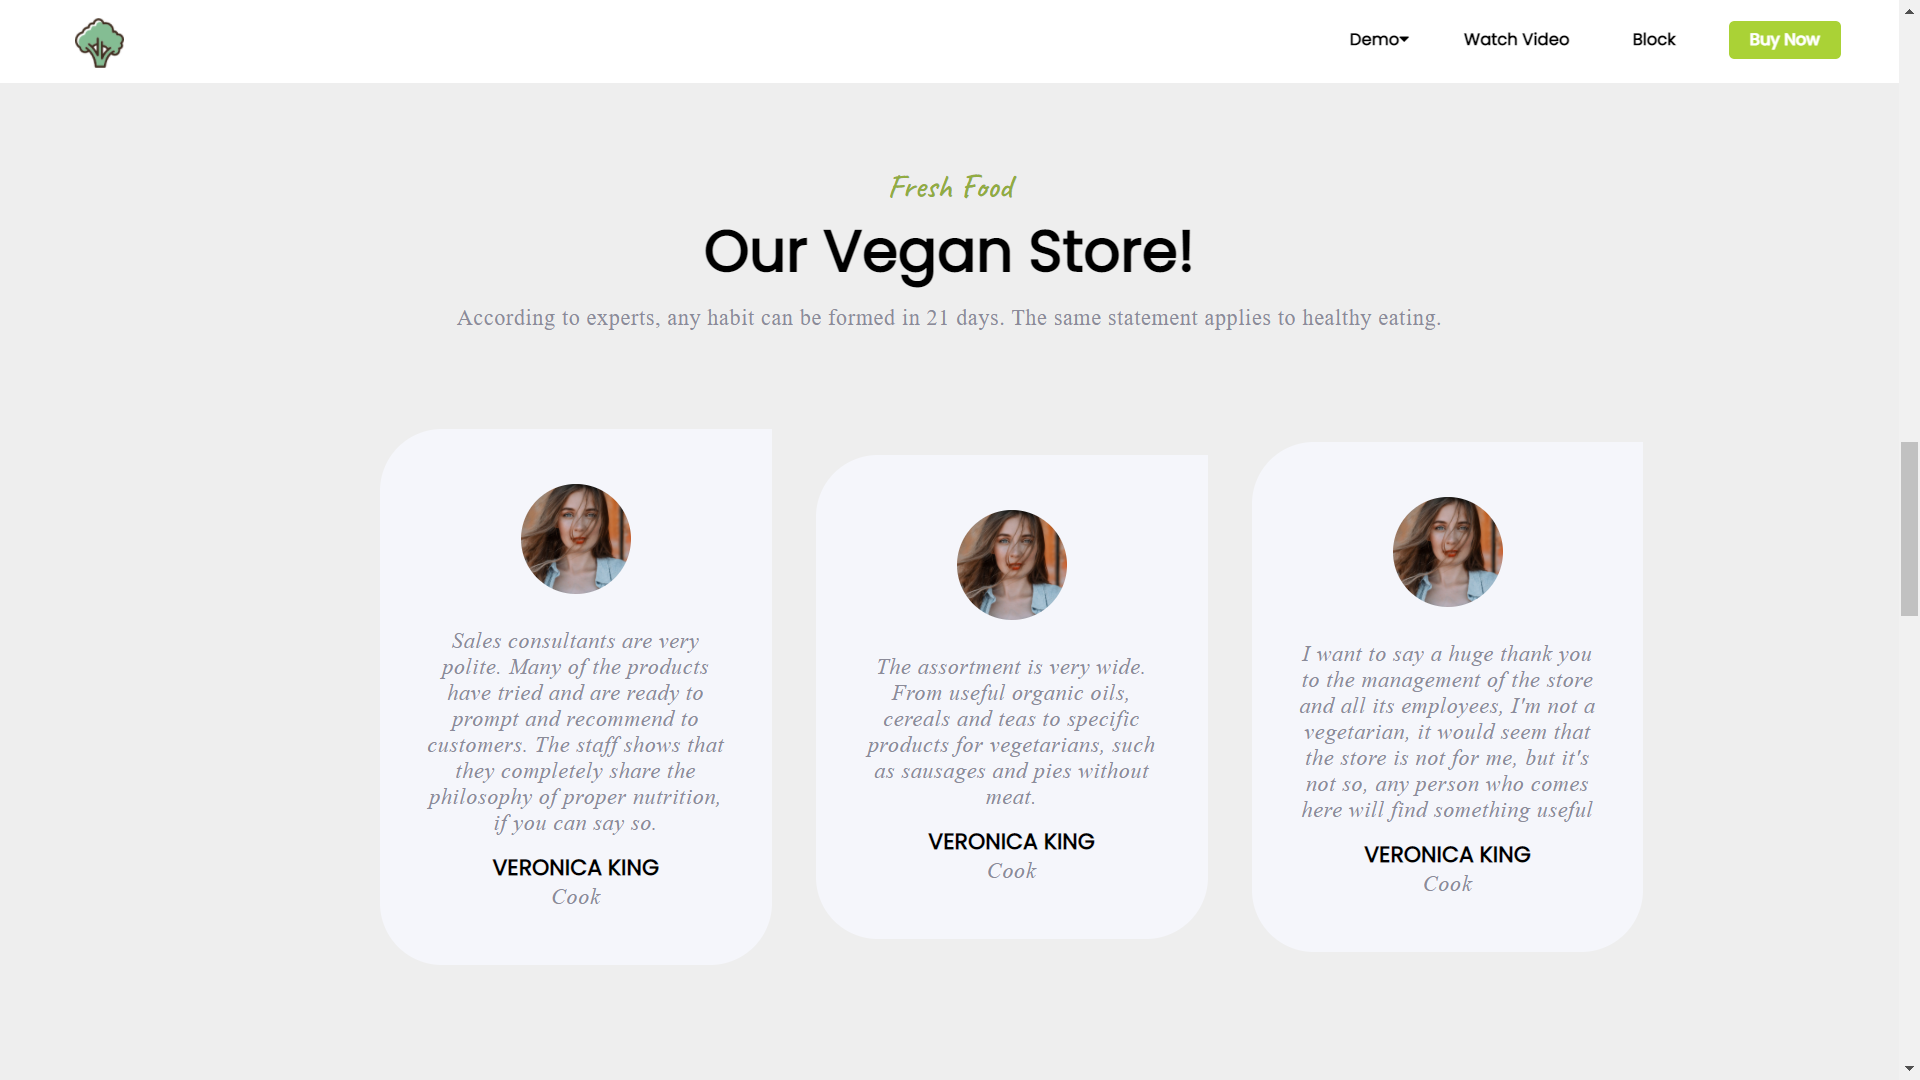 Demo
Watch Video
Block
Buy Now
Fresh Food
Our Vegan Store!
According to experts, any habit can be formed in 21 days. The same statement applies to healthy eating.
Sales consultants are very
polite. Many of the products
have tried and are ready to
prompt and recommend to
customers. The staff shows that
they completely share the
philosophy of proper nutrition,
if you can say so.
VERONICA KING
Cook
The assortment is very wide.
From useful organic oils,
cereals and teas to specific
products for vegetarians, such
as sausages and pies without
meat.
VERONICA KING
Cook
I want to say a huge thank you
to the management of the store
and all its employees, I'm not a
vegetarian, it would seem that
the store is not for me, but it's
not so, any person who comes
here will find something useful
VERONICA KING
Cook